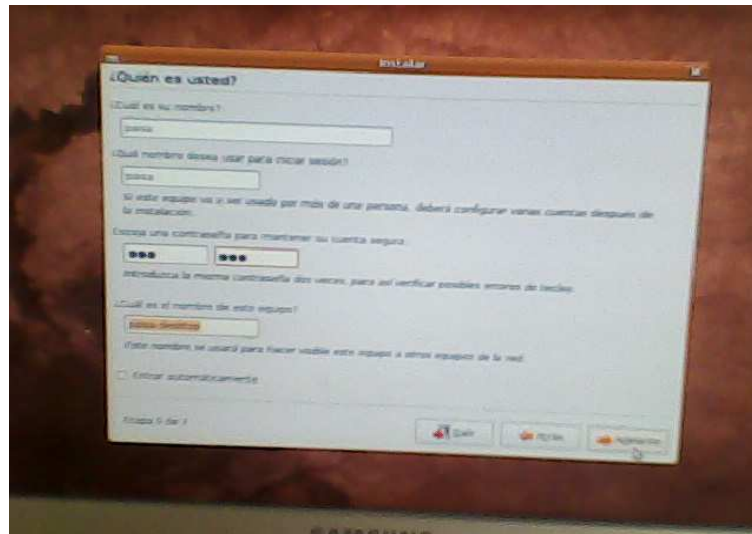 Instalar
¿Quién es usted?
¿Cuál es su nombre?
¿Qué nombre desea usar para iniciar sesión?
Si este equipo va a ser usado por más de una persona, deberá configurar varias cuentas después de
la instalación.
Escoja una contraseña para mantener su cuenta segura.
●●● ●●●
Introduzca la misma contraseña dos veces, para así verificar posibles errores de tecleo.
¿Cuál es el nombre de este equipo?
Este nombre se usará para hacer visible este equipo a otros equipos de la red.
Entrar automáticamente
Etapa 5 de 7
Salir Atrás Adelante